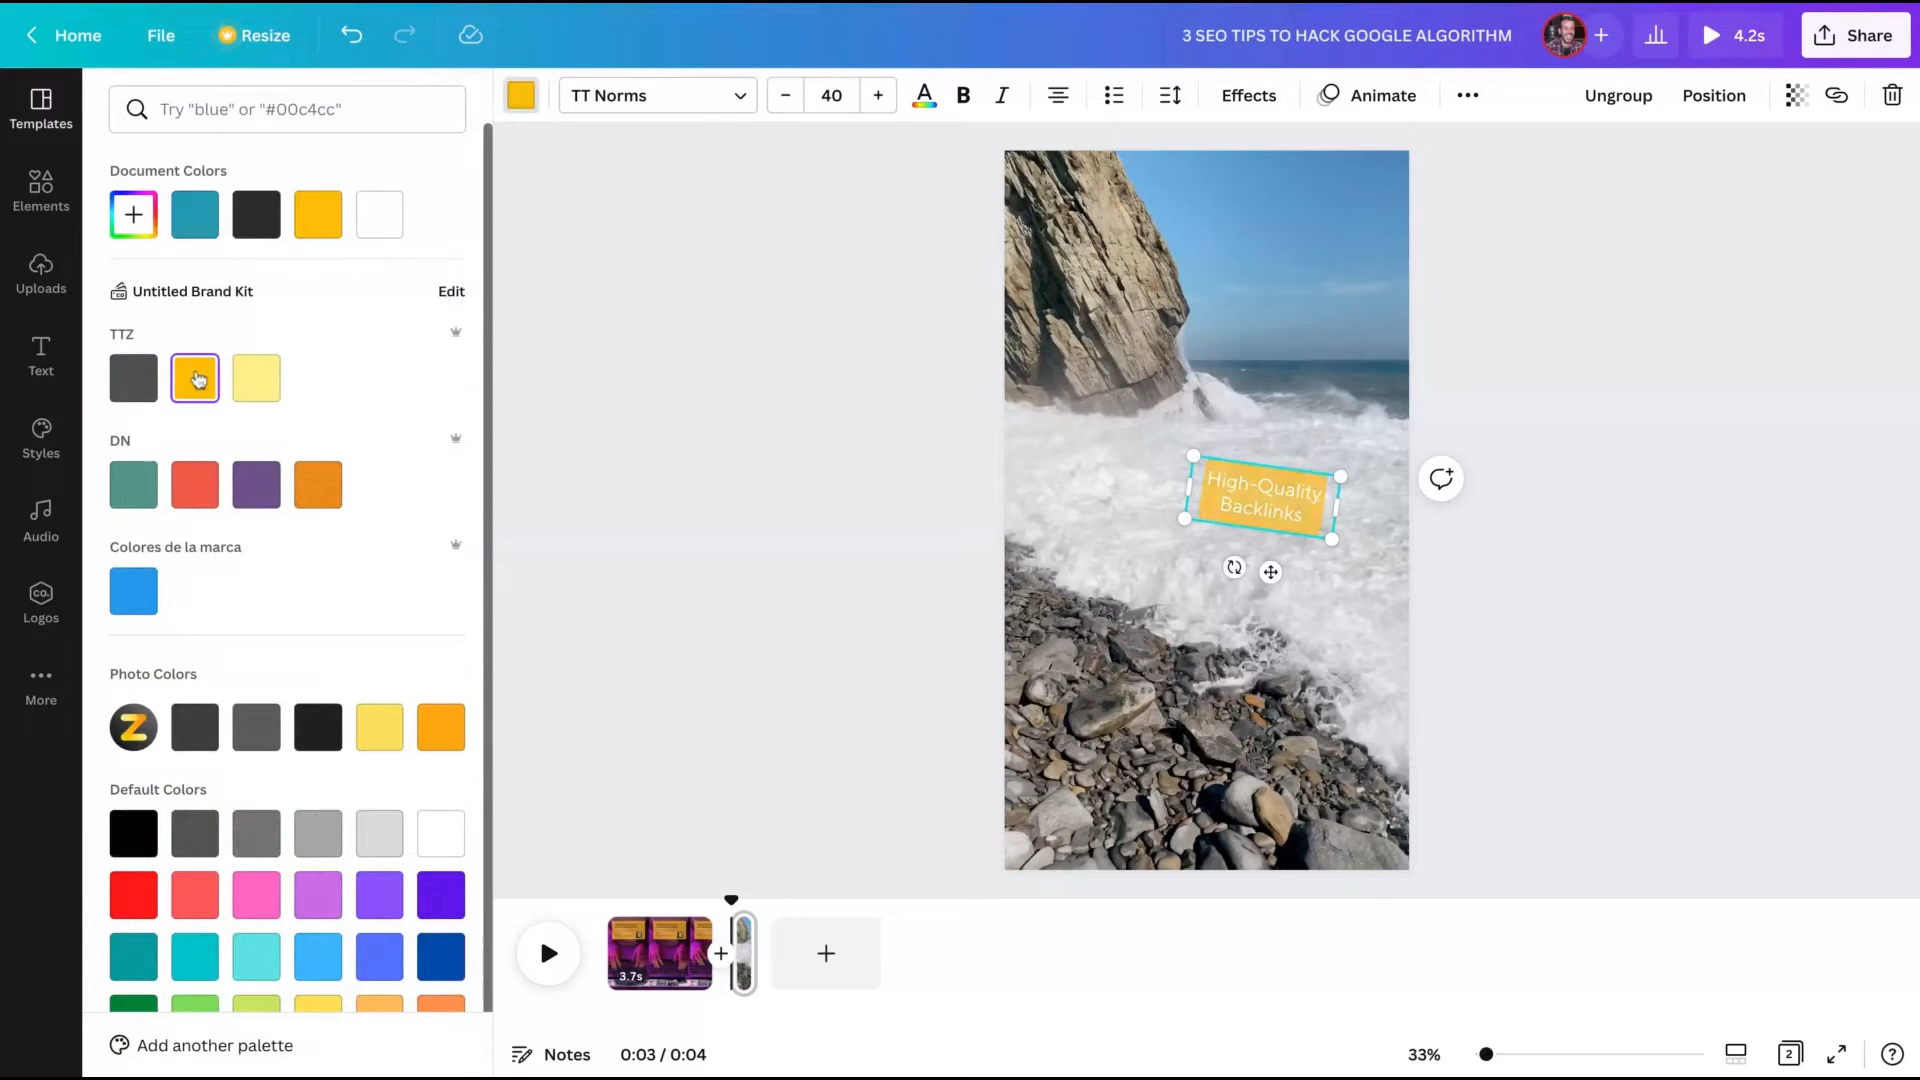 Home
File
Resize
3 SEO TIPS TO HACK GOOGLE ALGORITHM
4.2s
Share
Templates
Elements
Uploads
Text
Styles
Audio
Logos
More
Try "blue" or "#00c4cc"
Document Colors
Untitled Brand Kit
Edit
TTZ
DN
Colores de la marca
Photo Colors
Z
Default Colors
Add another palette
TT Norms
40
A
B
I
Effects
Animate
Ungroup
Position
High-Quality
Backlinks
3.7s
Notes
0:03 / 0:04
33%
2